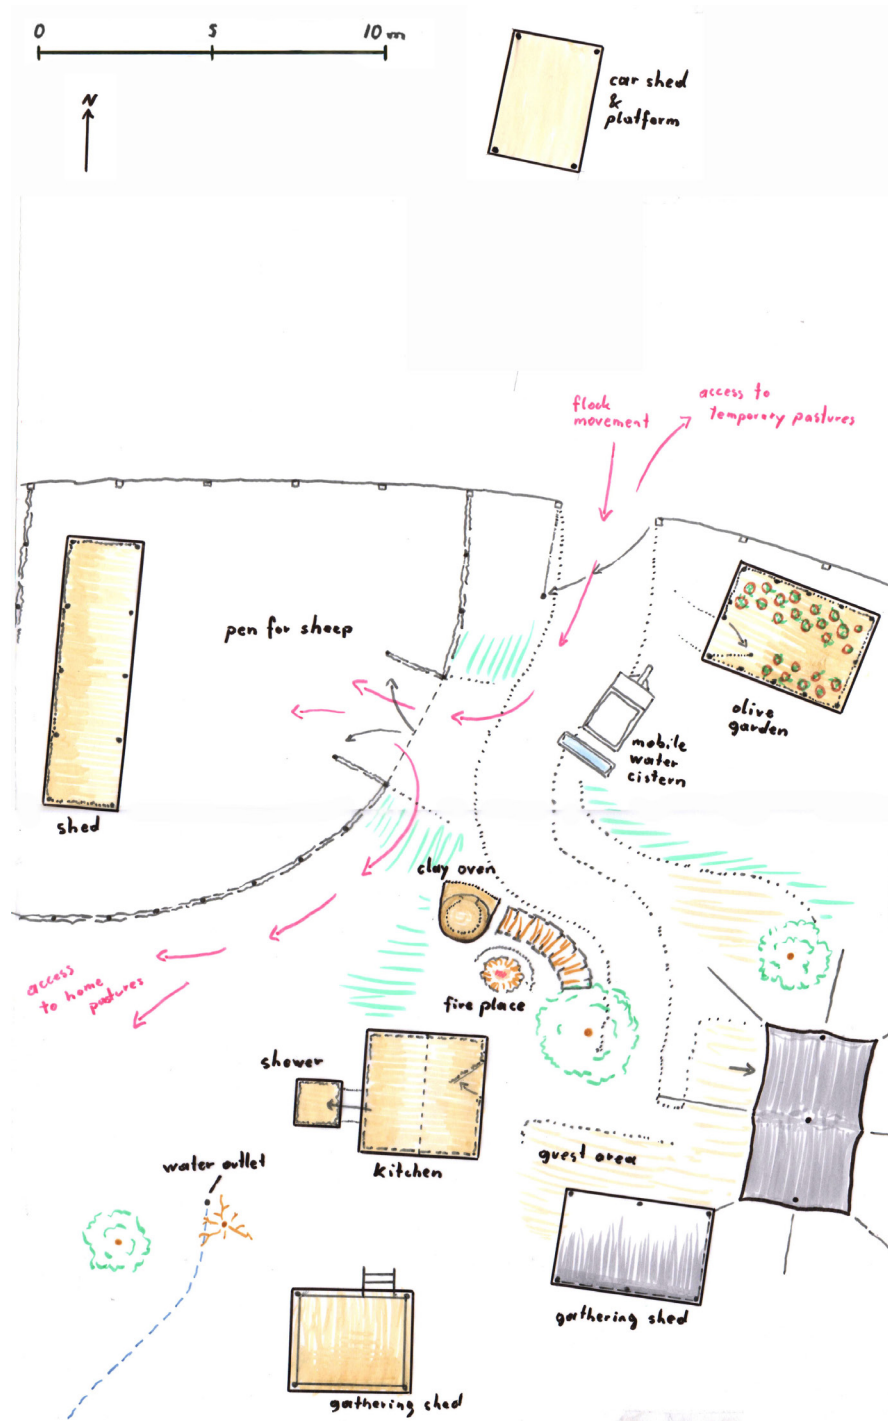 0 5 10 m
N
car shed
&
platform
access to
temporary pastures
flock
movement
pen for sheep
olive
garden
mobile
water
cistern
shed
clay oven
access
to home
pastures
fire place
shower
guest area
water outlet
kitchen
gathering shed
gathering shed